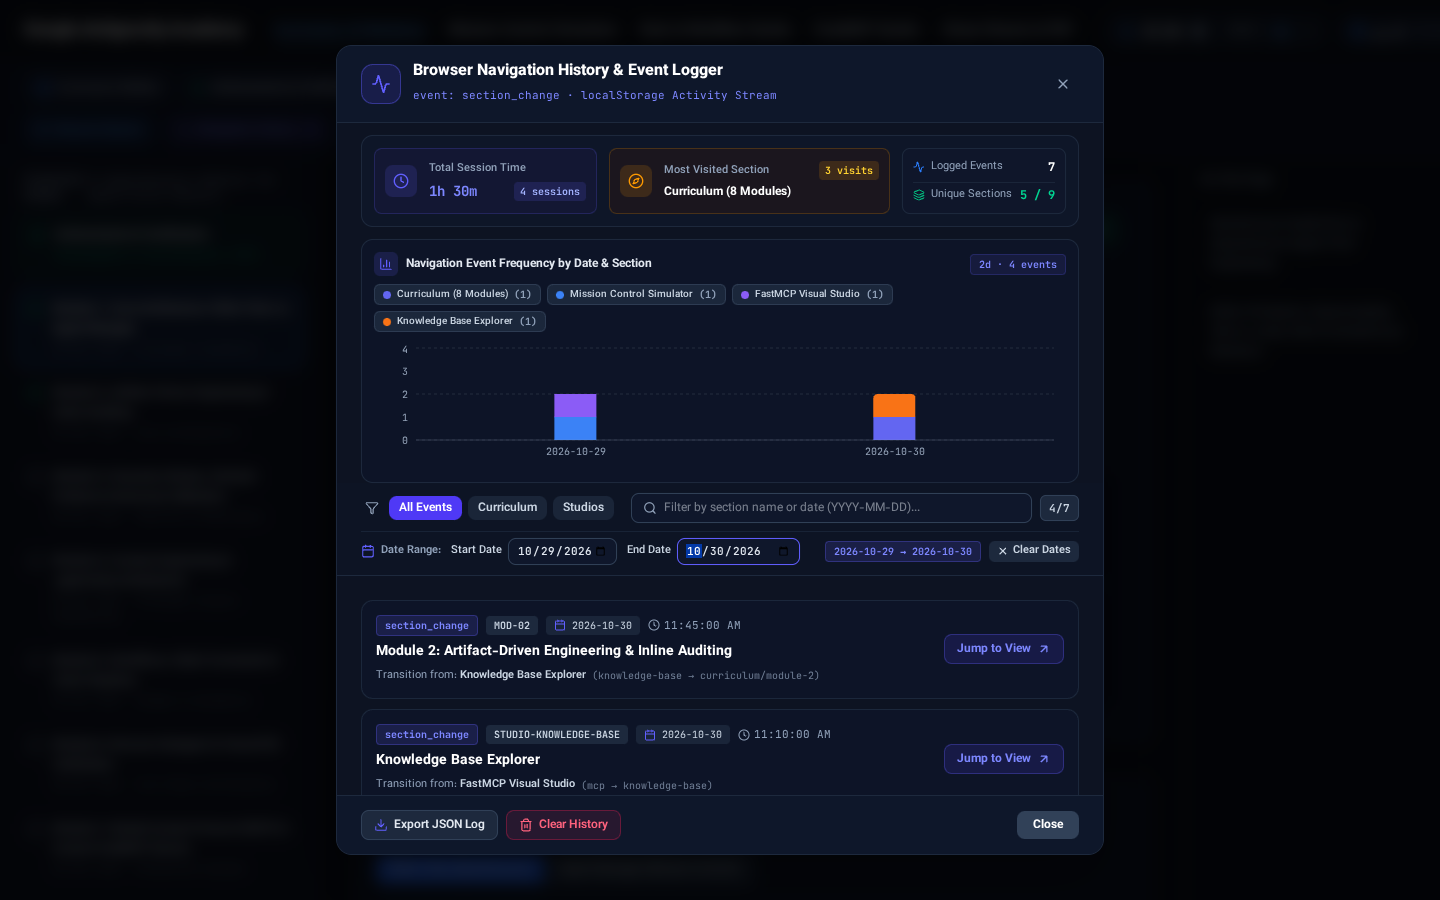 Browser Navigation History & Event Logger
event: section_change · localStorage Activity Stream
Total Session Time
1h 30m
4 sessions
Most Visited Section
3 visits
Curriculum (8 Modules)
Logged Events 7
Unique Sections 5 / 9
Navigation Event Frequency by Date & Section
2d · 4 events
Curriculum (8 Modules) (1)
Mission Control Simulator (1)
FastMCP Visual Studio (1)
Knowledge Base Explorer (1)
4
3
2
1
0
2026-10-29
2026-10-30
All Events
Curriculum
Studios
Filter by section name or date (YYYY-MM-DD)...
4/7
Date Range:
Start Date
10/29/2026
End Date
10/30/2026
2026-10-29 → 2026-10-30
Clear Dates
section_change MOD-02 2026-10-30 11:45:00 AM
Module 2: Artifact-Driven Engineering & Inline Auditing
Transition from: Knowledge Base Explorer (knowledge-base → curriculum/module-2)
Jump to View
section_change STUDIO-KNOWLEDGE-BASE 2026-10-30 11:10:00 AM
Knowledge Base Explorer
Transition from: FastMCP Visual Studio (mcp → knowledge-base)
Jump to View
Export JSON Log
Clear History
Close